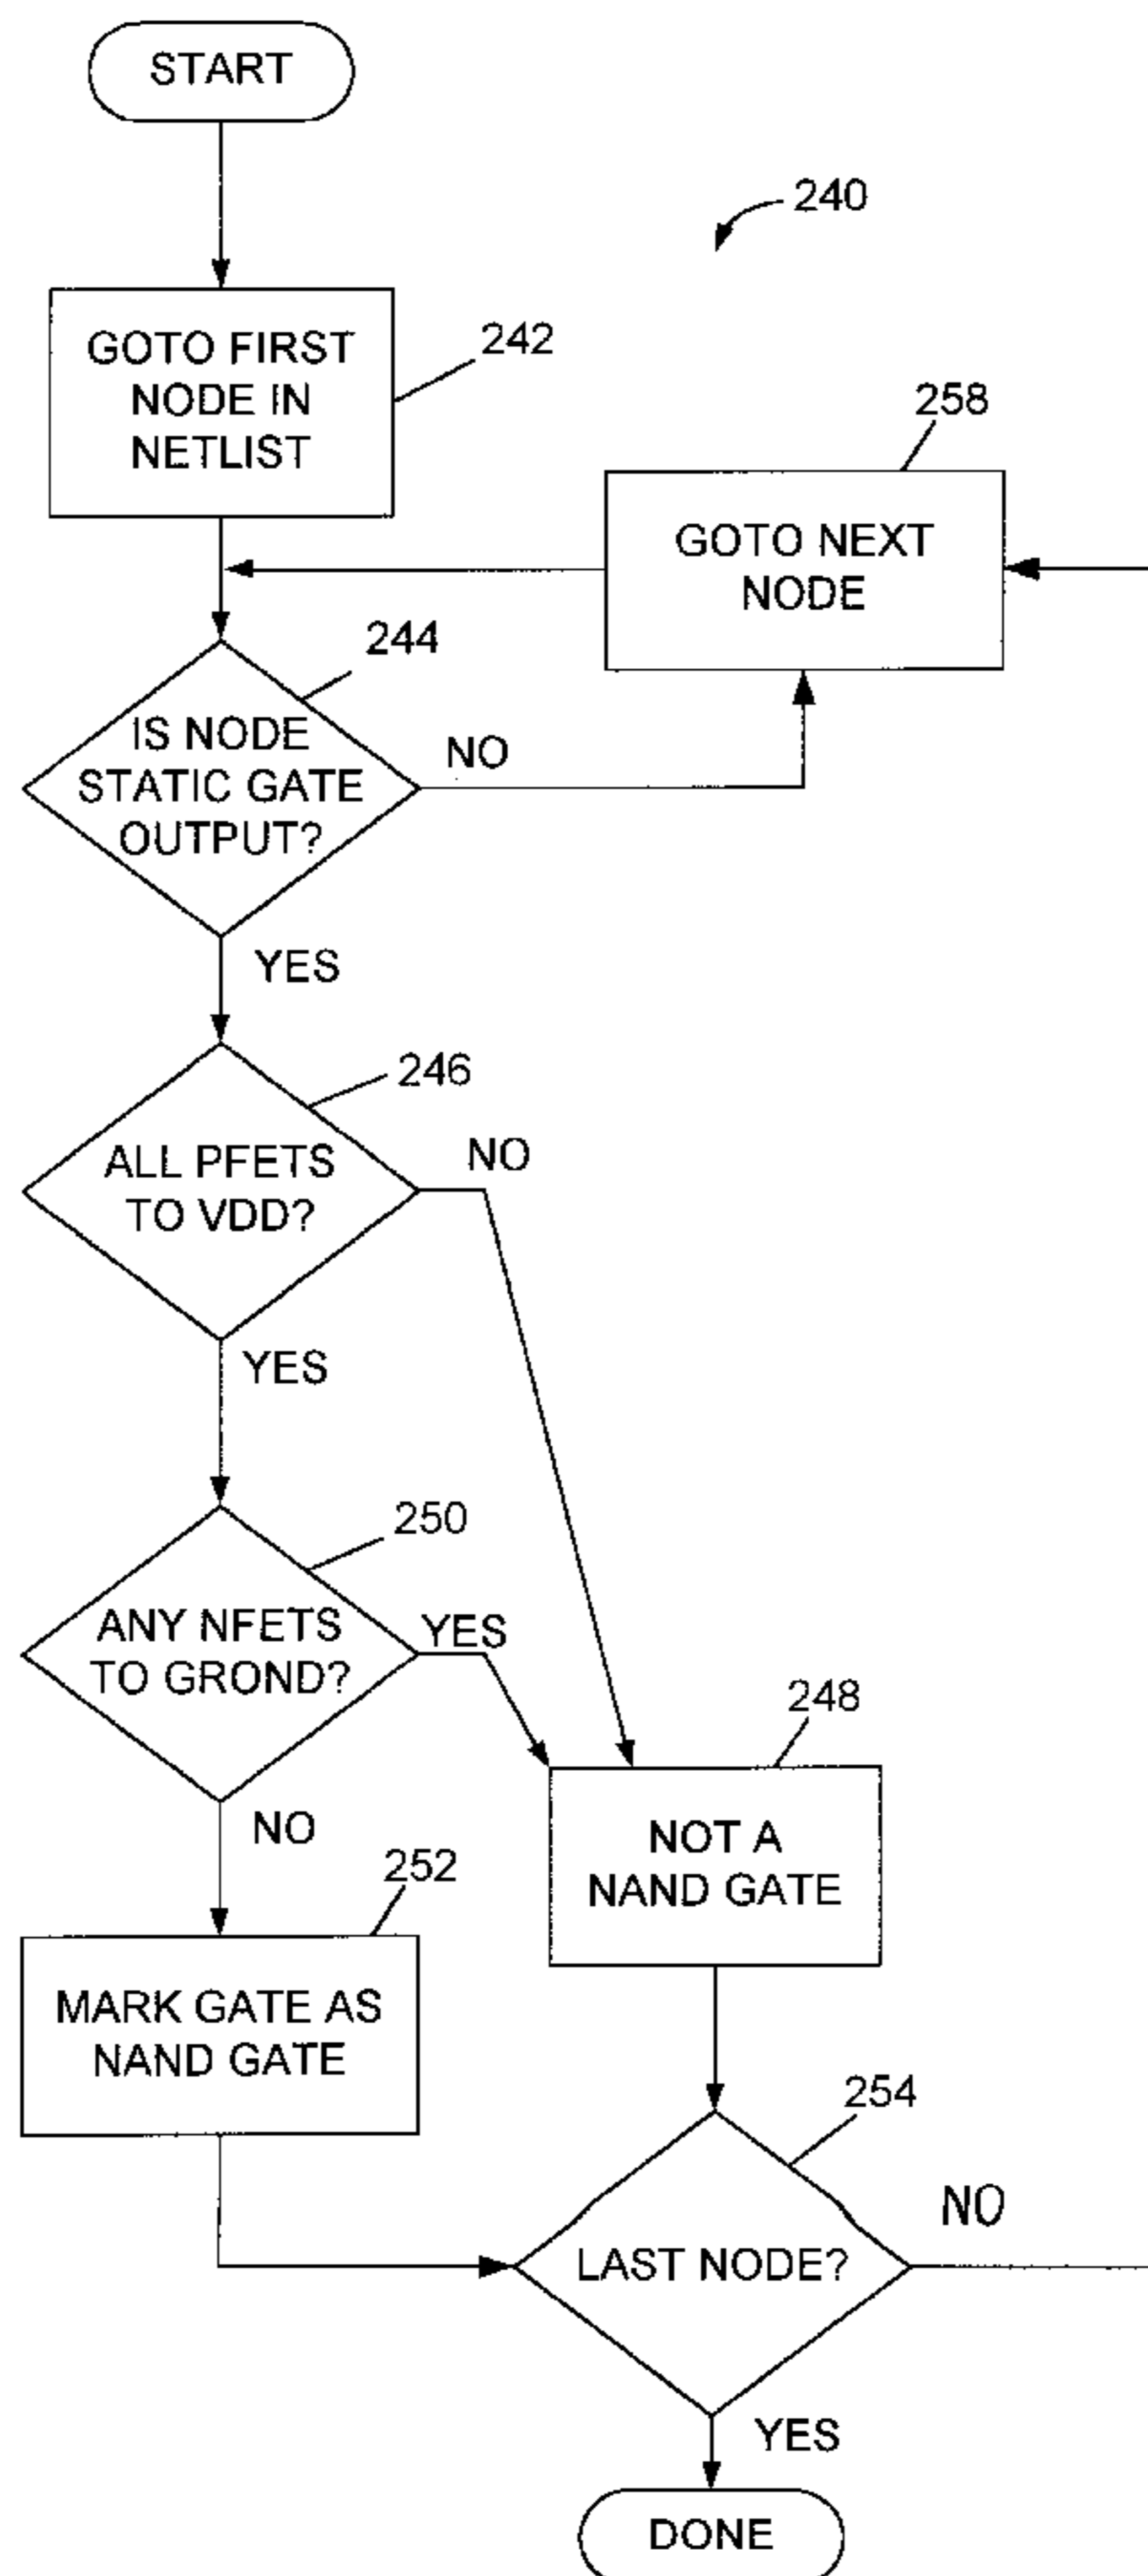 START
240
GOTO FIRST
NODE IN
NETLIST
242
258
GOTO NEXT
NODE
244
IS NODE
STATIC GATE
OUTPUT?
NO
YES
246
ALL PFETS
TO VDD?
NO
YES
250
ANY NFETS
TO GROND?
YES
NO
248
NOT A
NAND GATE
252
MARK GATE AS
NAND GATE
254
LAST NODE?
NO
YES
DONE